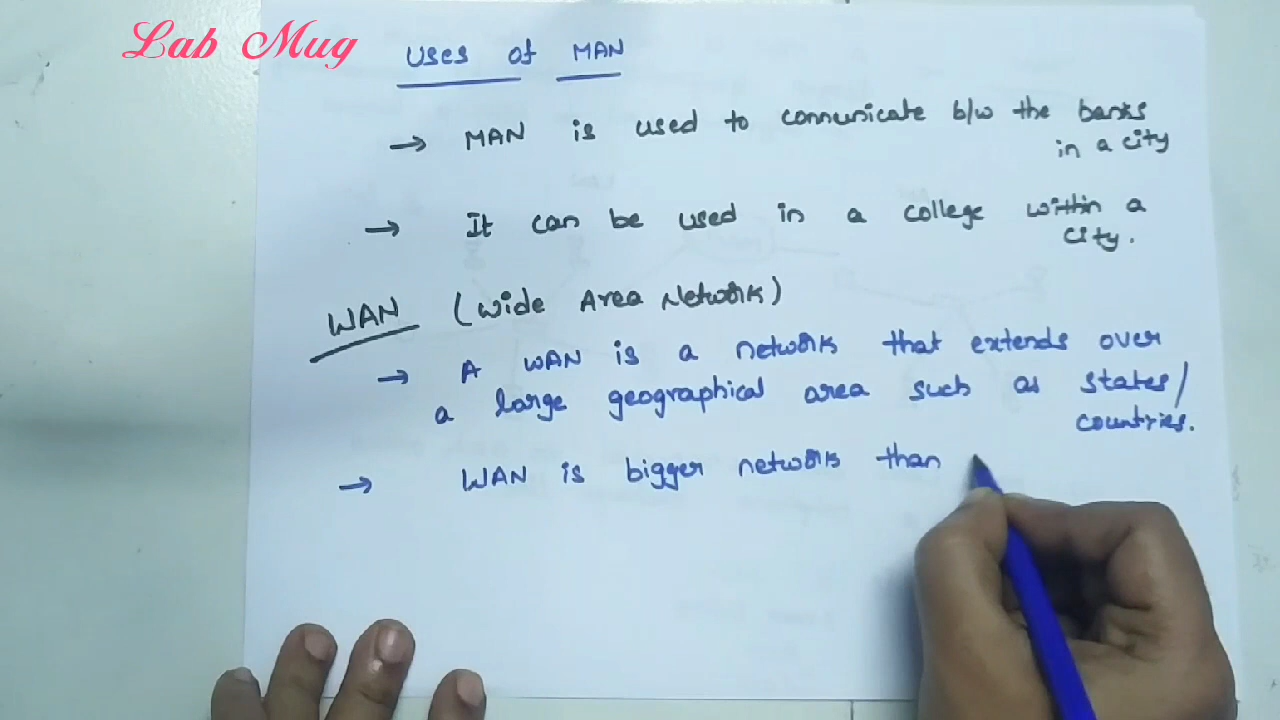 Lab Mug
Uses of MAN
→ MAN is used to communicate b/w the banks
in a city
→ It can be used in a college within a
city.
WAN (Wide Area Network)
→ A WAN is a network that extends over
a large geographical area such as states/
countries.
→ WAN is bigger network than